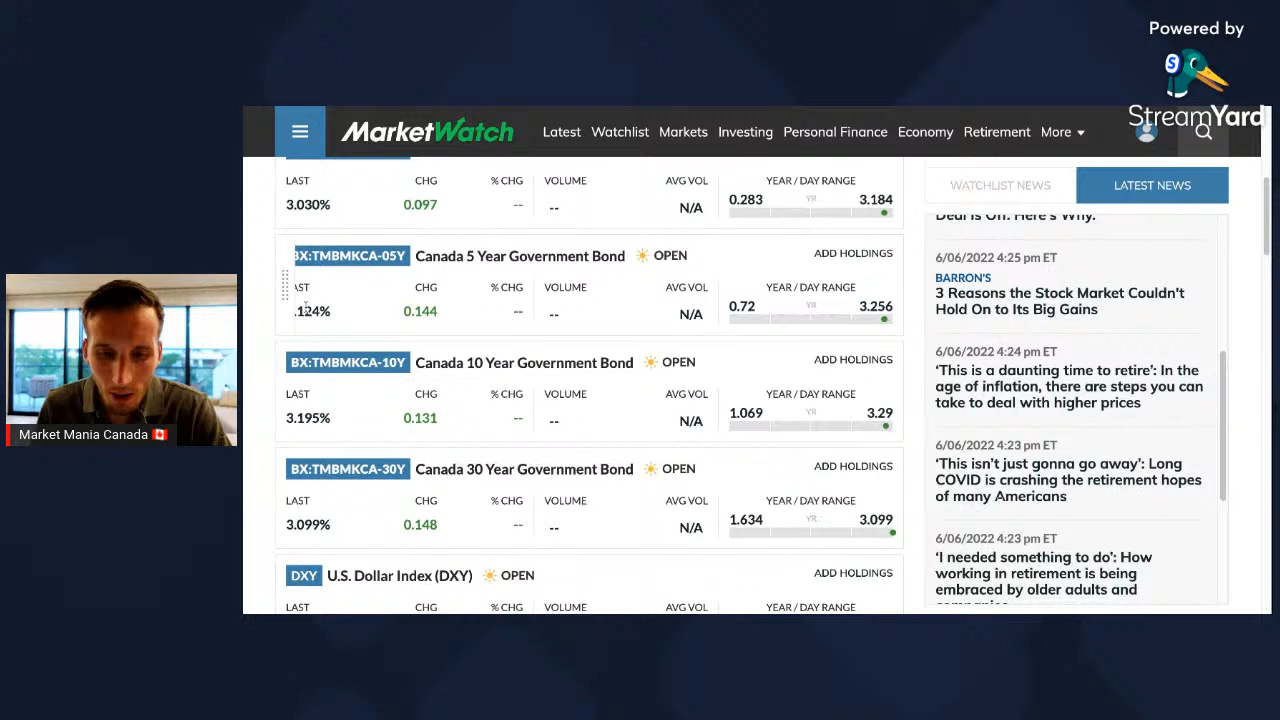 Powered by
StreamYard
MarketWatch
Latest Watchlist Markets Investing Personal Finance Economy Retirement More
LAST CHG % CHG VOLUME AVG VOL YEAR / DAY RANGE
3.030% 0.097 -- -- N/A 0.283 YR 3.184
BX:TMBMKCA-05Y Canada 5 Year Government Bond OPEN ADD HOLDINGS
AST CHG % CHG VOLUME AVG VOL YEAR / DAY RANGE
.124% 0.144 -- -- N/A 0.72 YR 3.256
BX:TMBMKCA-10Y Canada 10 Year Government Bond OPEN ADD HOLDINGS
LAST CHG % CHG VOLUME AVG VOL YEAR / DAY RANGE
3.195% 0.131 -- -- N/A 1.069 YR 3.29
BX:TMBMKCA-30Y Canada 30 Year Government Bond OPEN ADD HOLDINGS
LAST CHG % CHG VOLUME AVG VOL YEAR / DAY RANGE
3.099% 0.148 -- -- N/A 1.634 YR 3.099
DXY U.S. Dollar Index (DXY) OPEN ADD HOLDINGS
LAST CHG % CHG VOLUME AVG VOL YEAR / DAY RANGE
WATCHLIST NEWS LATEST NEWS
Deal Is Off. Here's Why.
6/06/2022 4:25 pm ET
BARRON'S
3 Reasons the Stock Market Couldn't
Hold On to Its Big Gains
6/06/2022 4:24 pm ET
‘This is a daunting time to retire’: In the
age of inflation, there are steps you can
take to deal with higher prices
6/06/2022 4:23 pm ET
‘This isn’t just gonna go away’: Long
COVID is crashing the retirement hopes
of many Americans
6/06/2022 4:23 pm ET
‘I needed something to do’: How
working in retirement is being
embraced by older adults and
Market Mania Canada